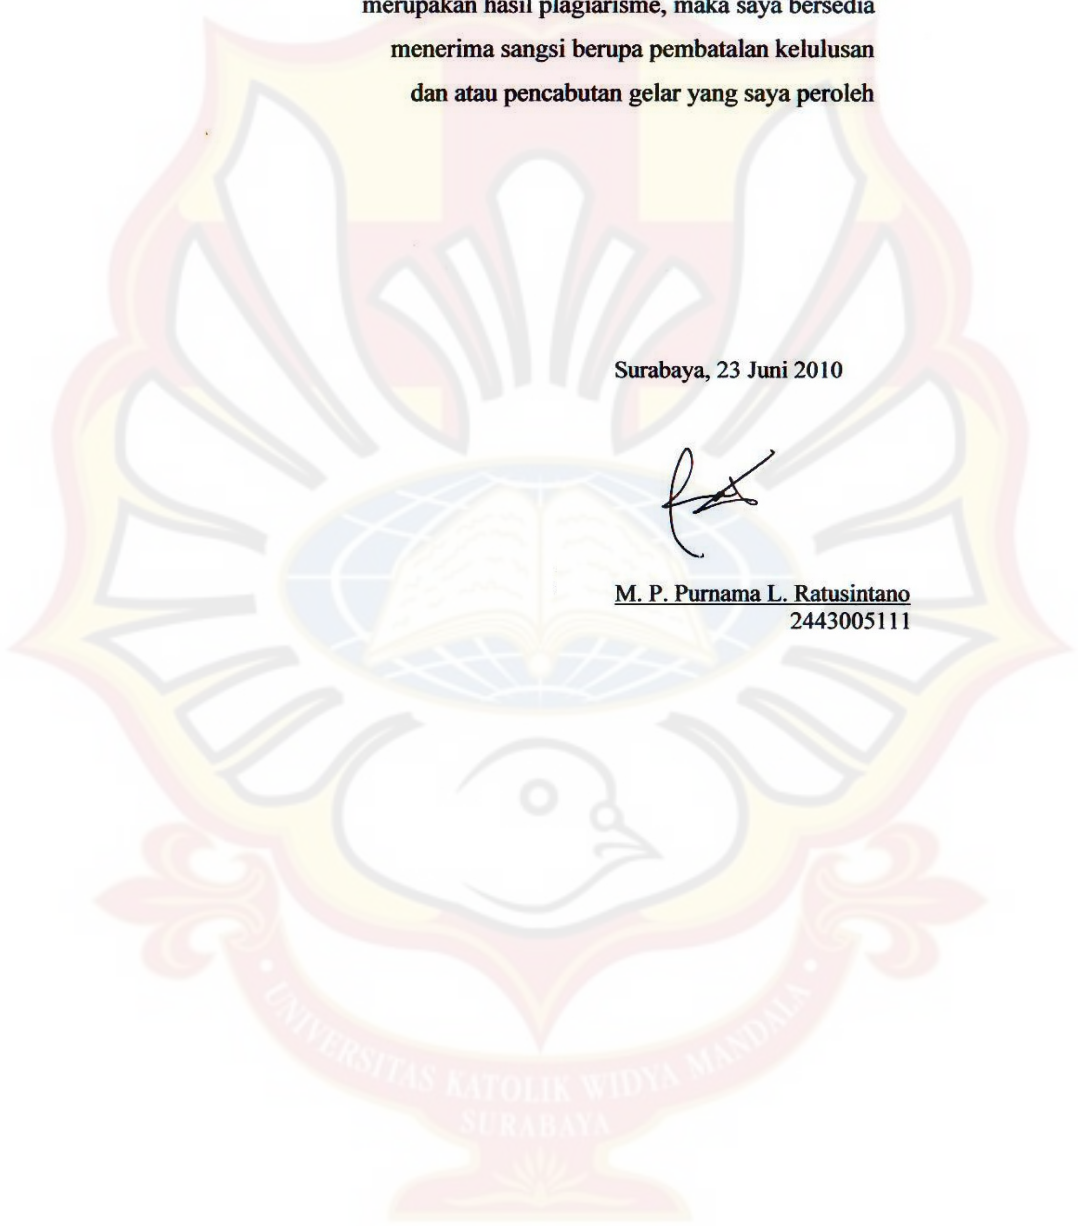 merupakan hasil plagiarisme, maka saya bersedia
menerima sangsi berupa pembatalan kelulusan
dan atau pencabutan gelar yang saya peroleh
Surabaya, 23 Juni 2010
M. P. Purnama L. Ratusintano
2443005111
UNIVERSITAS KATOLIK WIDYA MANDALA
SURABAYA